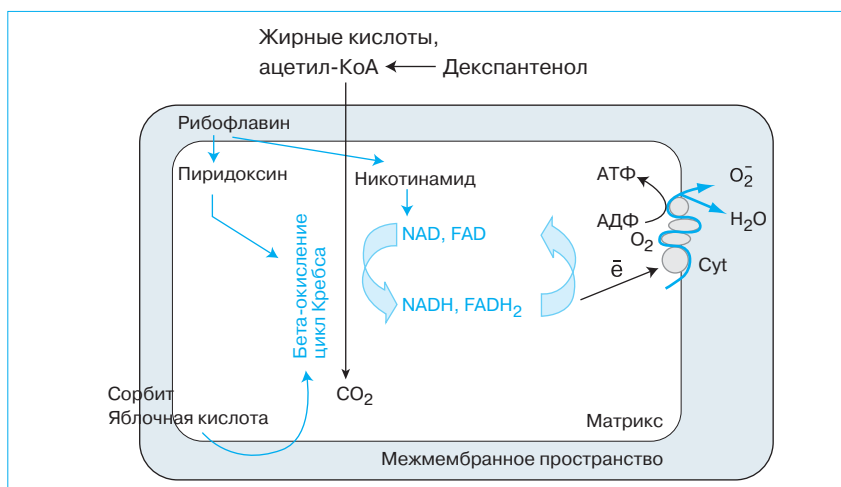 Жирные кислоты,
ацетил-КоА
Декспантенол
Рибофлавин
Пиридоксин
Никотинамид
NAD, FAD
NADH, FADH₂
Бета-окисление
цикл Кребса
CO₂
Сорбит
Яблочная кислота
АТФ
АДФ
O₂
ē
O₂⁻
H₂O
Cyt
Матрикс
Межмембранное пространство